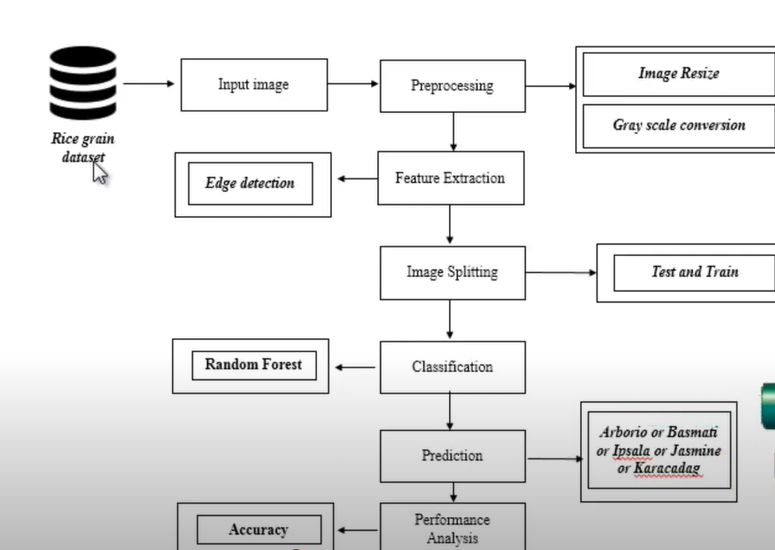 Input image
Preprocessing
Image Resize
Gray scale conversion
Rice grain
dataset
Edge detection
Feature Extraction
Image Splitting
Test and Train
Random Forest
Classification
Prediction
Arborio or Basmati
or Ipsala or Jasmine
or Karacadag
Accuracy
Performance
Analysis